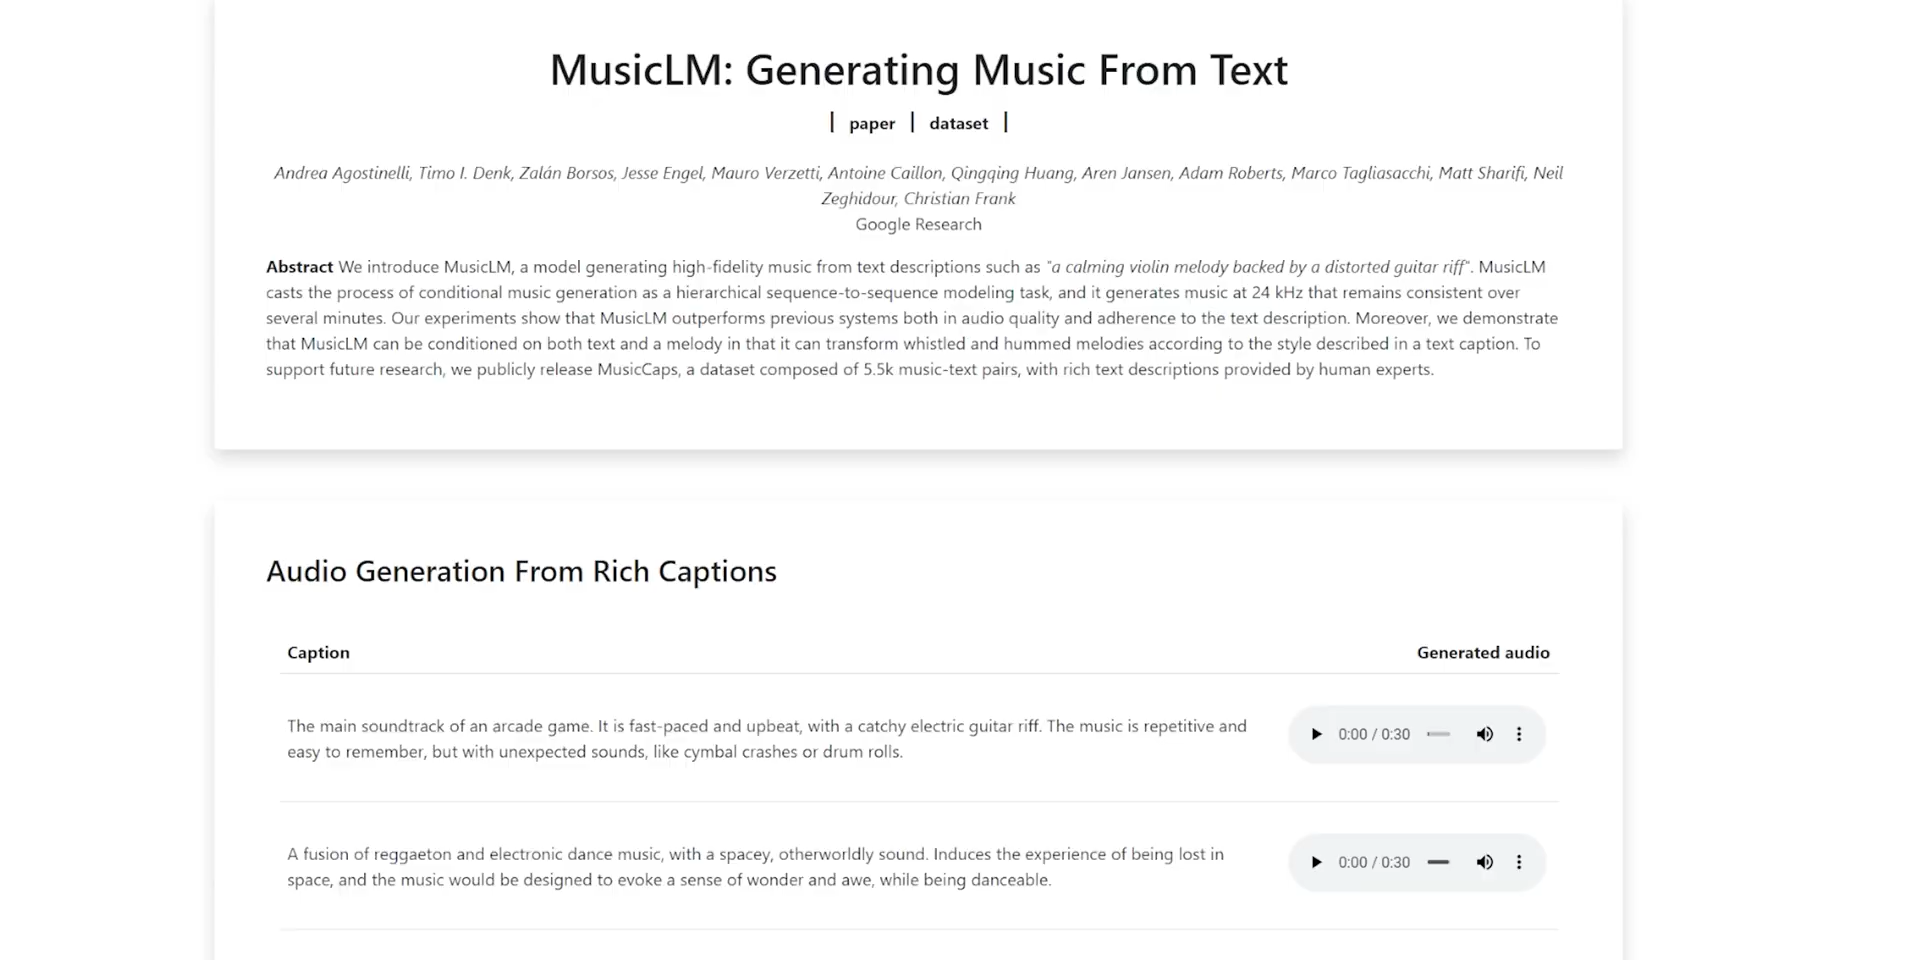 MusicLM: Generating Music From Text
| paper | dataset |
Andrea Agostinelli, Timo I. Denk, Zalán Borsos, Jesse Engel, Mauro Verzetti, Antoine Caillon, Qingqing Huang, Aren Jansen, Adam Roberts, Marco Tagliasacchi, Matt Sharifi, Neil
Zeghidour, Christian Frank
Google Research
Abstract We introduce MusicLM, a model generating high-fidelity music from text descriptions such as "a calming violin melody backed by a distorted guitar riff". MusicLM
casts the process of conditional music generation as a hierarchical sequence-to-sequence modeling task, and it generates music at 24 kHz that remains consistent over
several minutes. Our experiments show that MusicLM outperforms previous systems both in audio quality and adherence to the text description. Moreover, we demonstrate
that MusicLM can be conditioned on both text and a melody in that it can transform whistled and hummed melodies according to the style described in a text caption. To
support future research, we publicly release MusicCaps, a dataset composed of 5.5k music-text pairs, with rich text descriptions provided by human experts.
Audio Generation From Rich Captions
Caption Generated audio
The main soundtrack of an arcade game. It is fast-paced and upbeat, with a catchy electric guitar riff. The music is repetitive and
easy to remember, but with unexpected sounds, like cymbal crashes or drum rolls.
0:00 / 0:30
A fusion of reggaeton and electronic dance music, with a spacey, otherworldly sound. Induces the experience of being lost in
space, and the music would be designed to evoke a sense of wonder and awe, while being danceable.
0:00 / 0:30